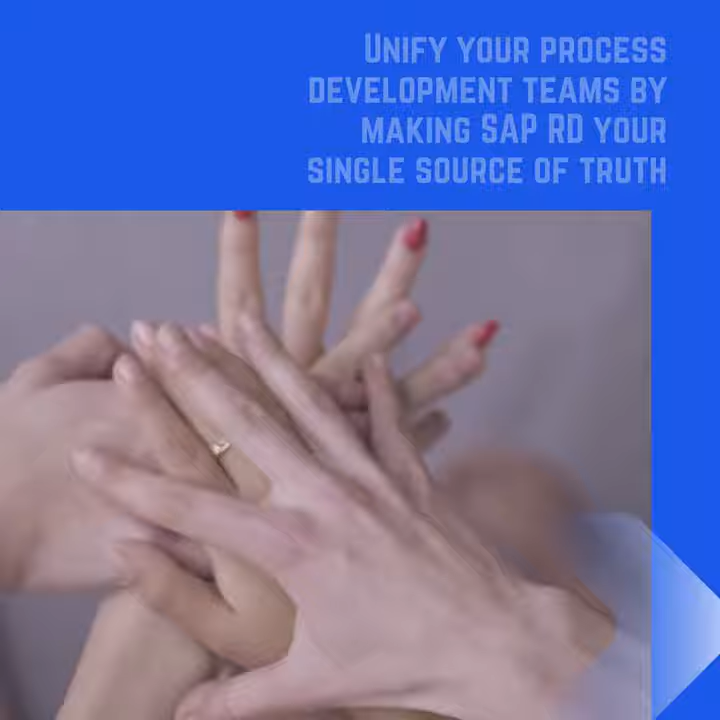 Unify your process
development teams by
making SAP RD your
single source of truth